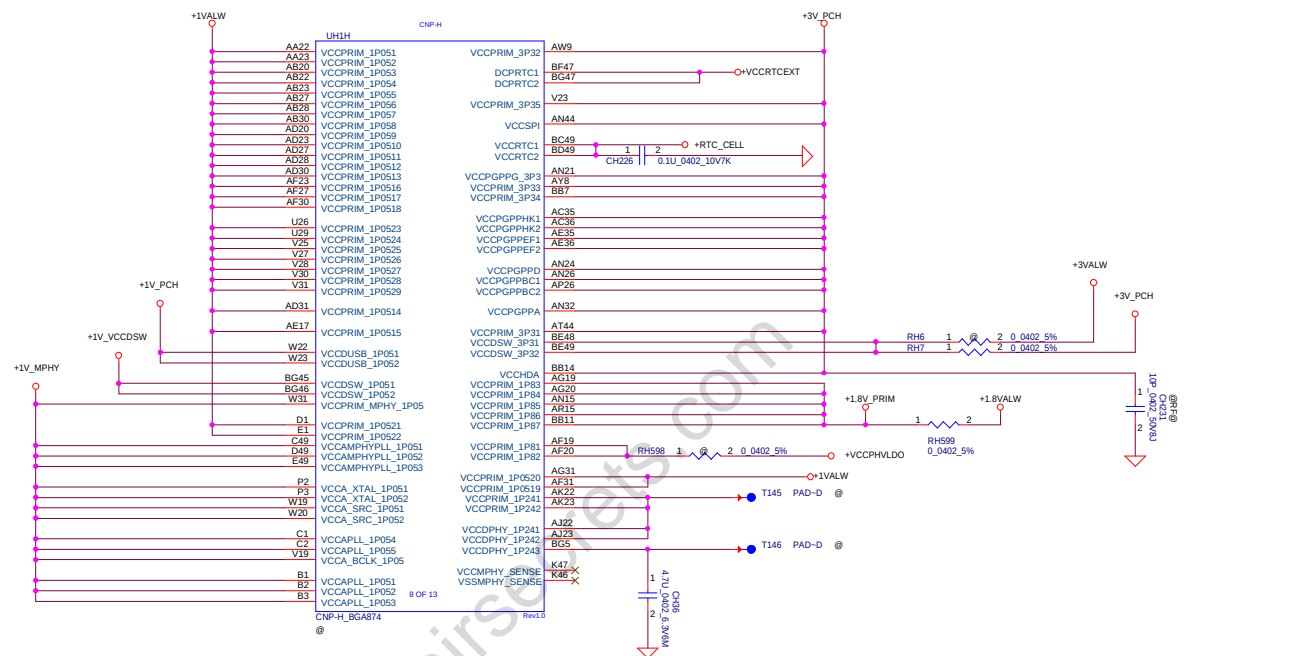 +1VALW
CNP-H
+3V_PCH
UH1H
AA22 VCCPRIM_1P051 VCCPRIM_3P32 AW9
AA23 VCCPRIM_1P052
AB20 VCCPRIM_1P053 DCPRTC1 BF47 +VCCRTCEXT
AB22 VCCPRIM_1P054 DCPRTC2 BG47
AB23 VCCPRIM_1P055
AB27 VCCPRIM_1P056 VCCPRIM_3P35 V23
AB28 VCCPRIM_1P057
AB30 VCCPRIM_1P058 VCCSPI AN44
AD20 VCCPRIM_1P059
AD23 VCCPRIM_1P0510 VCCRTC1 BC49 1 2 +RTC_CELL
AD27 VCCPRIM_1P0511 VCCRTC2 BD49 CH226 0.1U_0402_10V7K
AD28 VCCPRIM_1P0512
AD30 VCCPRIM_1P0513 VCCPGPPG_3P3 AN21
AF23 VCCPRIM_1P0516 VCCPRIM_3P33 AY8
AF27 VCCPRIM_1P0517 VCCPRIM_3P34 BB7
AF30 VCCPRIM_1P0518
VCCPGPPHK1 AC35
U26 VCCPRIM_1P0523 VCCPGPPHK2 AC36
U29 VCCPRIM_1P0524 VCCPGPPEF1 AE35
V25 VCCPRIM_1P0525 VCCPGPPEF2 AE36
V27 VCCPRIM_1P0526
V28 VCCPRIM_1P0527 VCCPGPPD AN24
V30 VCCPRIM_1P0528 VCCPGPPBC1 AN26
V31 VCCPRIM_1P0529 VCCPGPPBC2 AP26
+3VALW
+1V_PCH
+3V_PCH
AD31 VCCPRIM_1P0514 VCCPGPPA AN32
AE17 VCCPRIM_1P0515 VCCPRIM_3P31 AT44
+1V_VCCDSW
VCCDSW_3P31 BE48 RH6 1 @ 2 0_0402_5%
W22 VCCDUSB_1P051 VCCDSW_3P32 BE49 RH7 1 2 0_0402_5%
W23 VCCDUSB_1P052
+1V_MPHY
VCCHDA BB14
BG45 VCCDSW_1P051 VCCPRIM_1P83 AG19
BG46 VCCDSW_1P052 VCCPRIM_1P84 AG20
W31 VCCPRIM_MPHY_1P05 VCCPRIM_1P85 AN15
VCCPRIM_1P86 AR15
D1 VCCPRIM_1P0521 VCCPRIM_1P87 BB11
E1 VCCPRIM_1P0522
+1.8V_PRIM
+1.8VALW
1 2
RH599
0_0402_5%
1
2
10P_0402_50V8J
CH231
@RF@
C49 VCCAMPHYPLL_1P051 VCCPRIM_1P81 AF19
D49 VCCAMPHYPLL_1P052 VCCPRIM_1P82 AF20 RH598 1 @ 2 0_0402_5% +VCCPHVLDO
E49 VCCAMPHYPLL_1P053
VCCPRIM_1P0520 AG31 +1VALW
P2 VCCA_XTAL_1P051 VCCPRIM_1P0519 AF31
P3 VCCA_XTAL_1P052 VCCPRIM_1P241 AK22 T145 PAD~D @
W19 VCCA_SRC_1P051 VCCPRIM_1P242 AK23
W20 VCCA_SRC_1P052
VCCDPHY_1P241 AJ22
C1 VCCAPLL_1P054 VCCDPHY_1P242 AJ23
C2 VCCAPLL_1P055 VCCDPHY_1P243 BG5 T146 PAD~D @
V19 VCCA_BCLK_1P05
VCCMPHY_SENSE K47
B1 VCCAPLL_1P051 VSSMPHY_SENSE K46
B2 VCCAPLL_1P052
B3 VCCAPLL_1P053
1
2
4.7U_0402_6.3V6M
CH36
8 OF 13
CNP-H_BGA874 Rev1.0
@
airsecrets.com